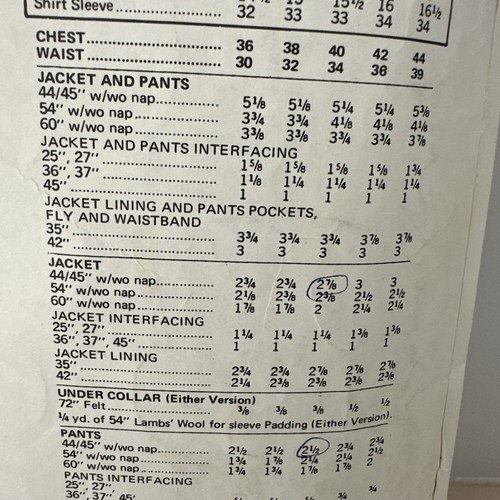 Shirt Sleeve.......... 32 33 33 34 34
CHEST.......... 36 38 40 42 44
WAIST.......... 30 32 34 36 39
JACKET AND PANTS
44/45" w/wo nap.......... 5⅛ 5⅛ 5¼ 5¼ 5⅜
54" w/wo nap.......... 3¾ 3¾ 4⅛ 4⅛ 4⅛
60" w/wo nap.......... 3⅜ 3⅜ 3¾ 3¾ 3⅞
JACKET AND PANTS INTERFACING
25", 27".......... 1⅝ 1⅝ 1⅝ 1⅝ 1¾
36", 37".......... 1⅛ 1¼ 1¼ 1¼ 1¼
45".......... 1 1 1 1 1
JACKET LINING AND PANTS POCKETS,
FLY AND WAISTBAND
35".......... 3¾ 3¾ 3¾ 3⅞ 3⅞
42".......... 3 3 3 3 3
JACKET
44/45" w/wo nap.......... 2¾ 2¾ 2⅞ 3 3
54" w/wo nap.......... 2⅛ 2⅜ 2⅜ 2½ 2½
60" w/wo nap.......... 1⅞ 1⅞ 2 2¼ 2¼
JACKET INTERFACING
25", 27".......... 1¼ 1¼ 1¼ 1⅜ 1⅜
36", 37", 45".......... 1 1 1 1 1
JACKET LINING
35".......... 2¾ 2¾ 2⅞ 2⅞ 2⅞
42".......... 2¼ 2⅜ 2⅜ 2⅜ 2⅜
UNDER COLLAR (Either Version)
72" Felt.......... ⅜ ⅜ ⅜ ½ ½
¼ yd. of 54" Lambs' Wool for sleeve Padding (Either Version).
PANTS
44/45" w/wo nap.......... 2½ 2½ 2½ 2¾ 2¾
54" w/wo nap.......... 1¾ 1⅞ 2¼ 2¼ 2½
60" w/wo nap.......... 1¾ 1¾ 1⅞ 1⅞ 2
PANTS INTERFACING
25", 27", ¾
36", 37", 45"